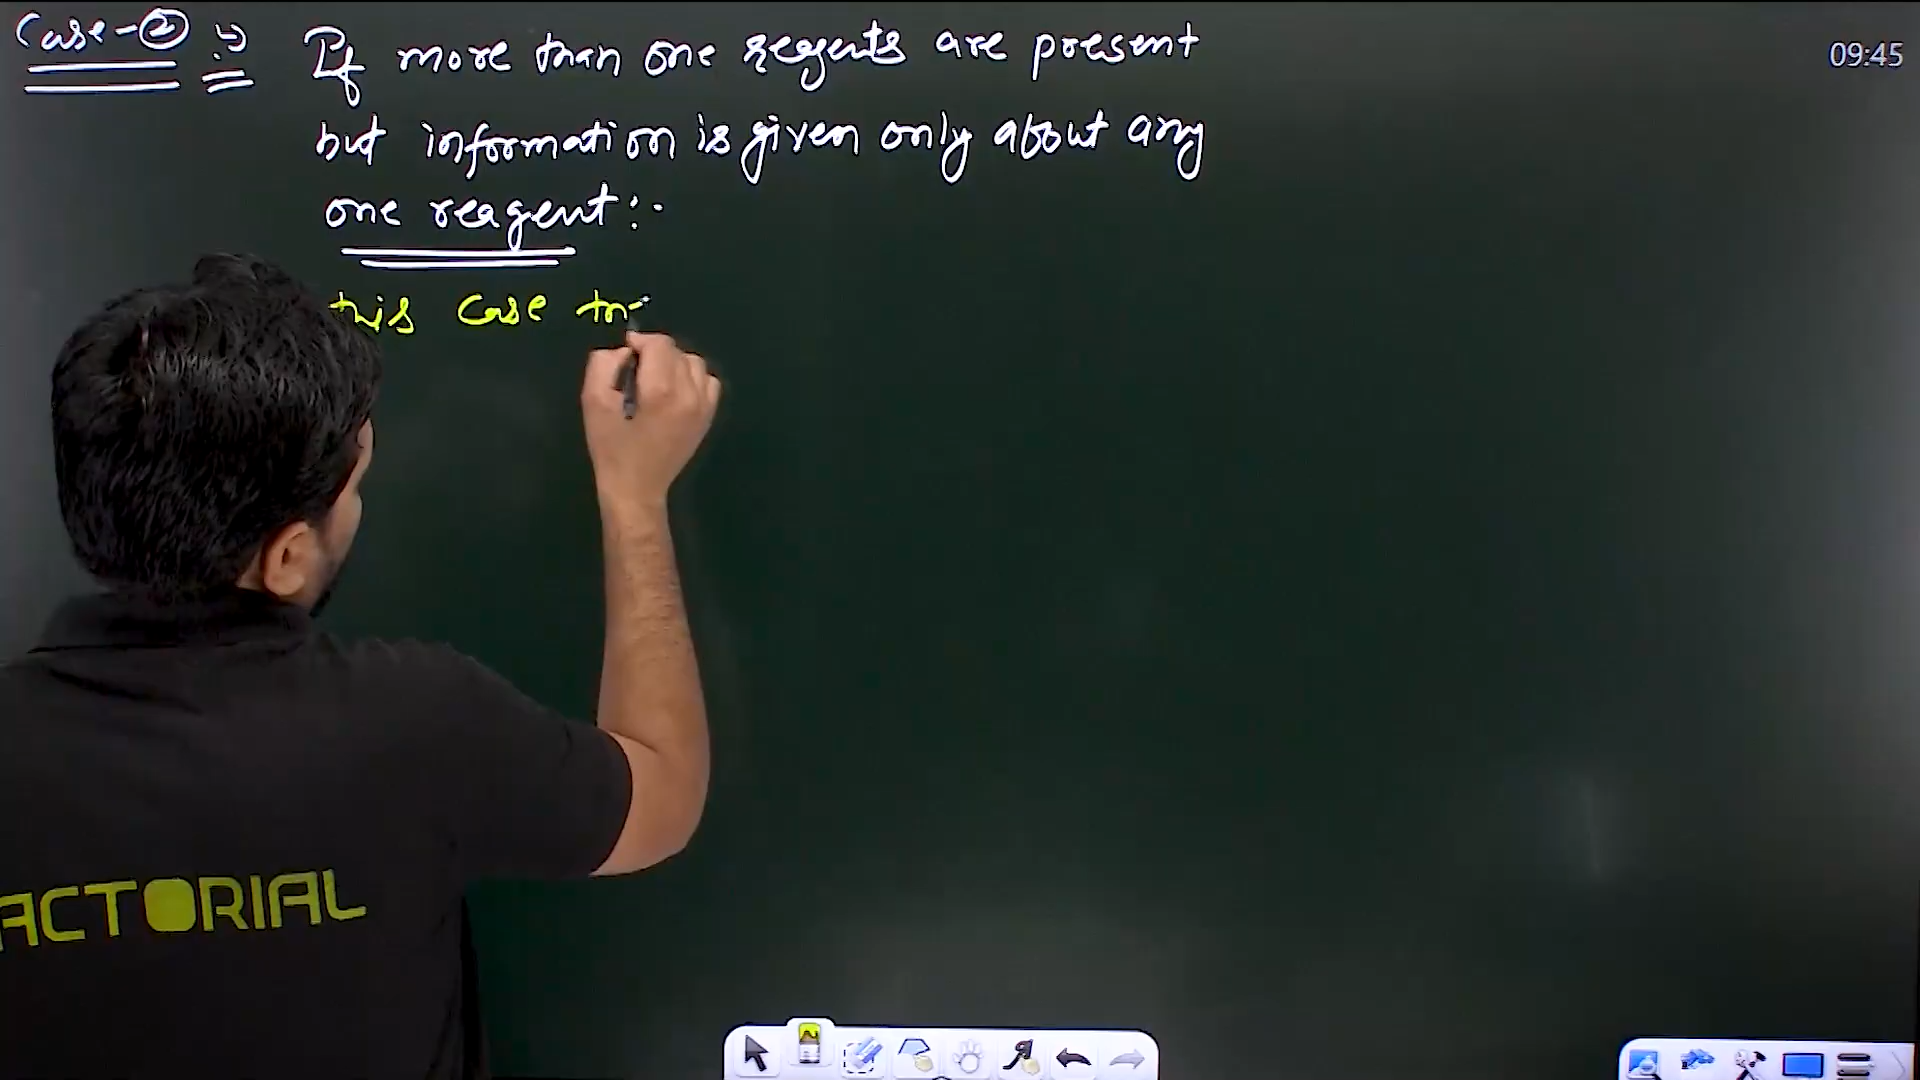 Case-② :→ If more than one reagents are present
09:45
but information is given only about any
one reagent :-
this case
ACTORIAL